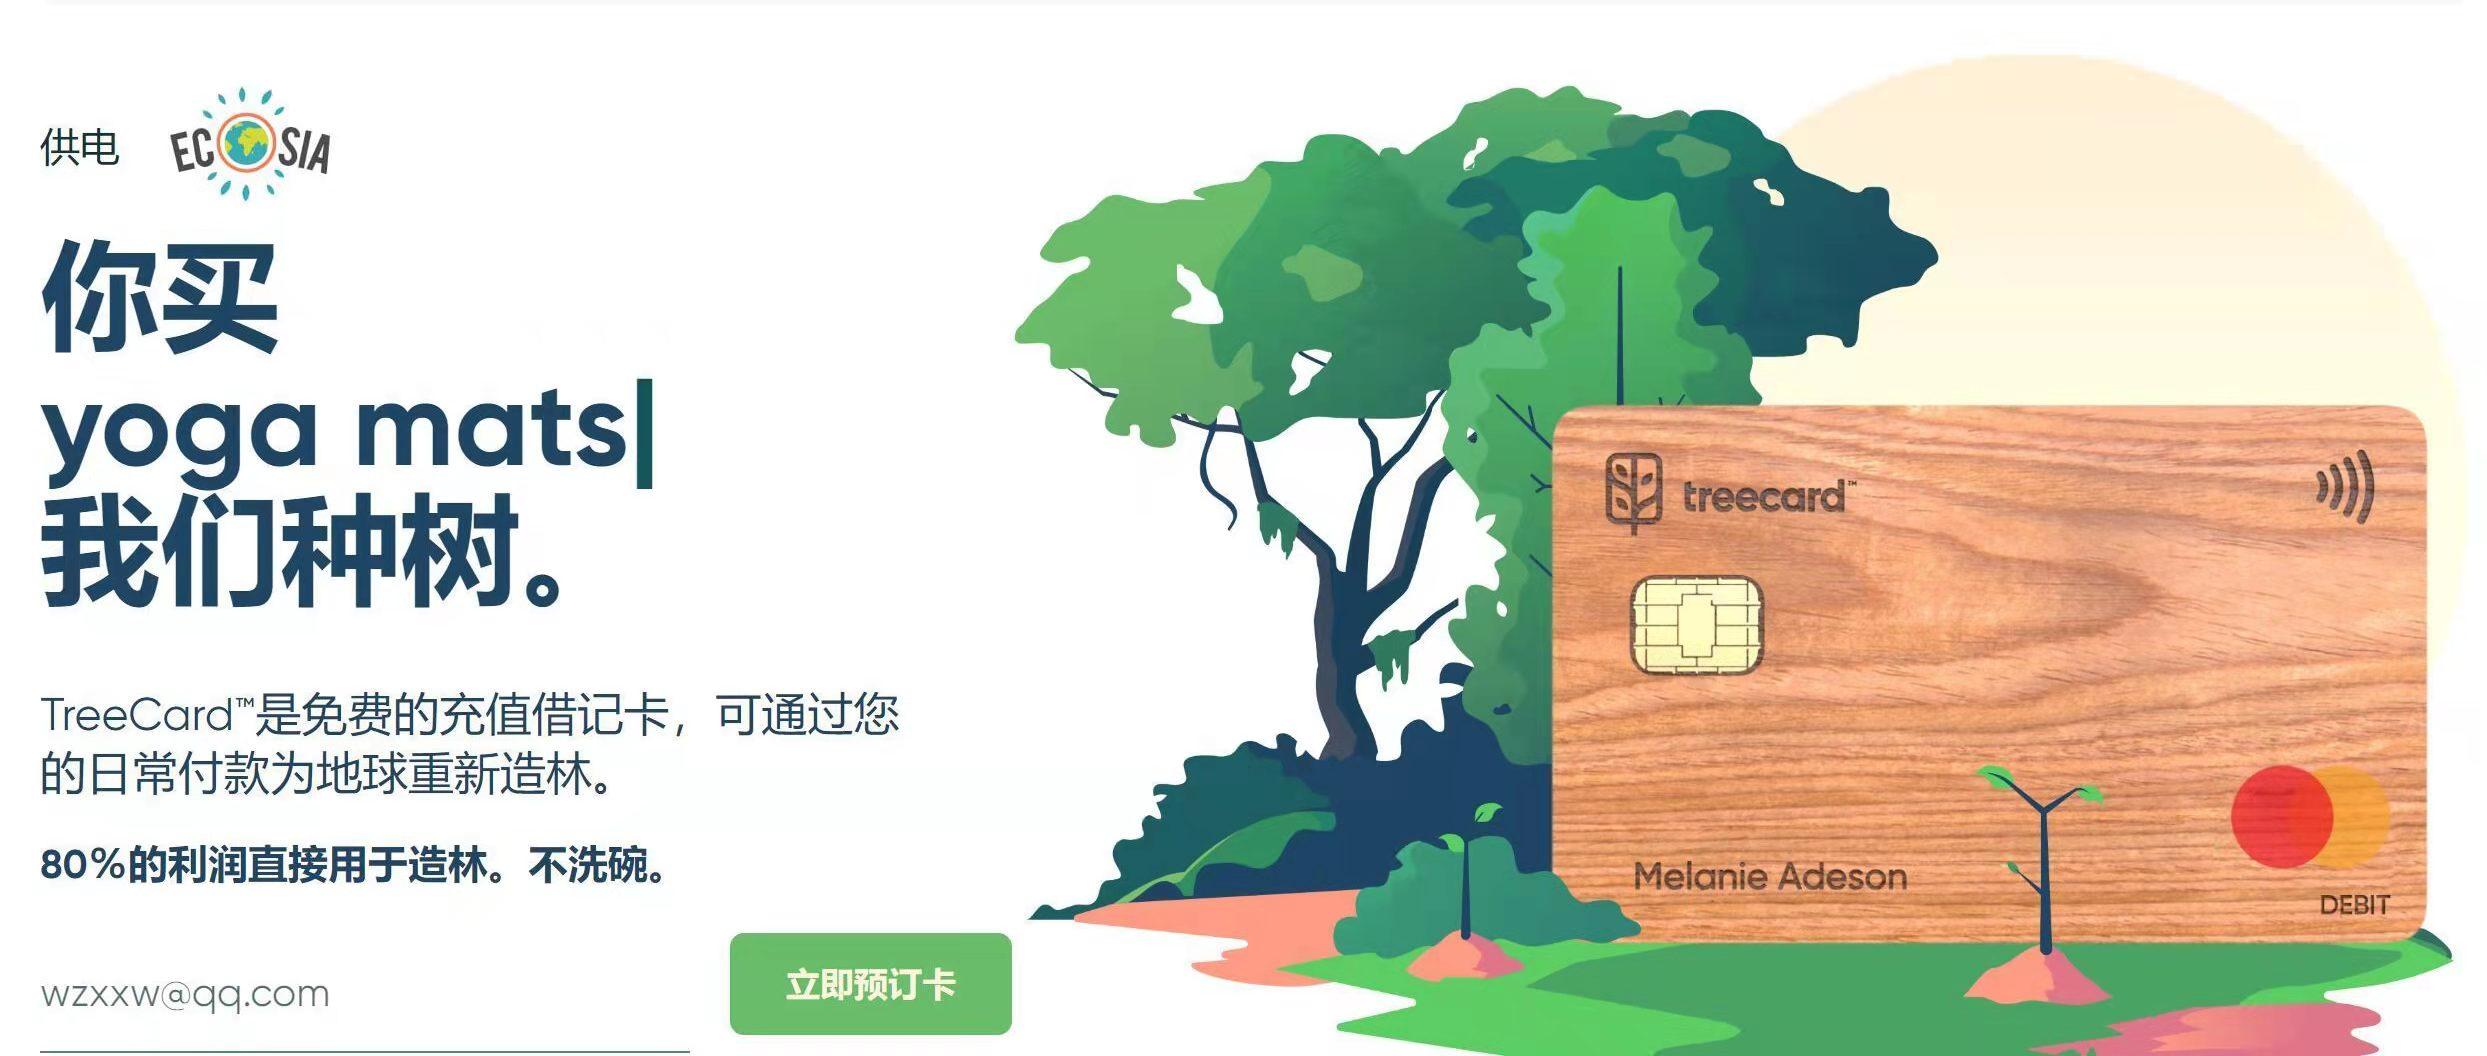 供电 ECOSIA
你买
yoga mats
我们种树。
TreeCard™是免费的充值借记卡，可通过您
的日常付款为地球重新造林。
80%的利润直接用于造林。不洗碗。
wzxxw@qq.com
立即预订卡
treecard™
Melanie Adeson
DEBIT